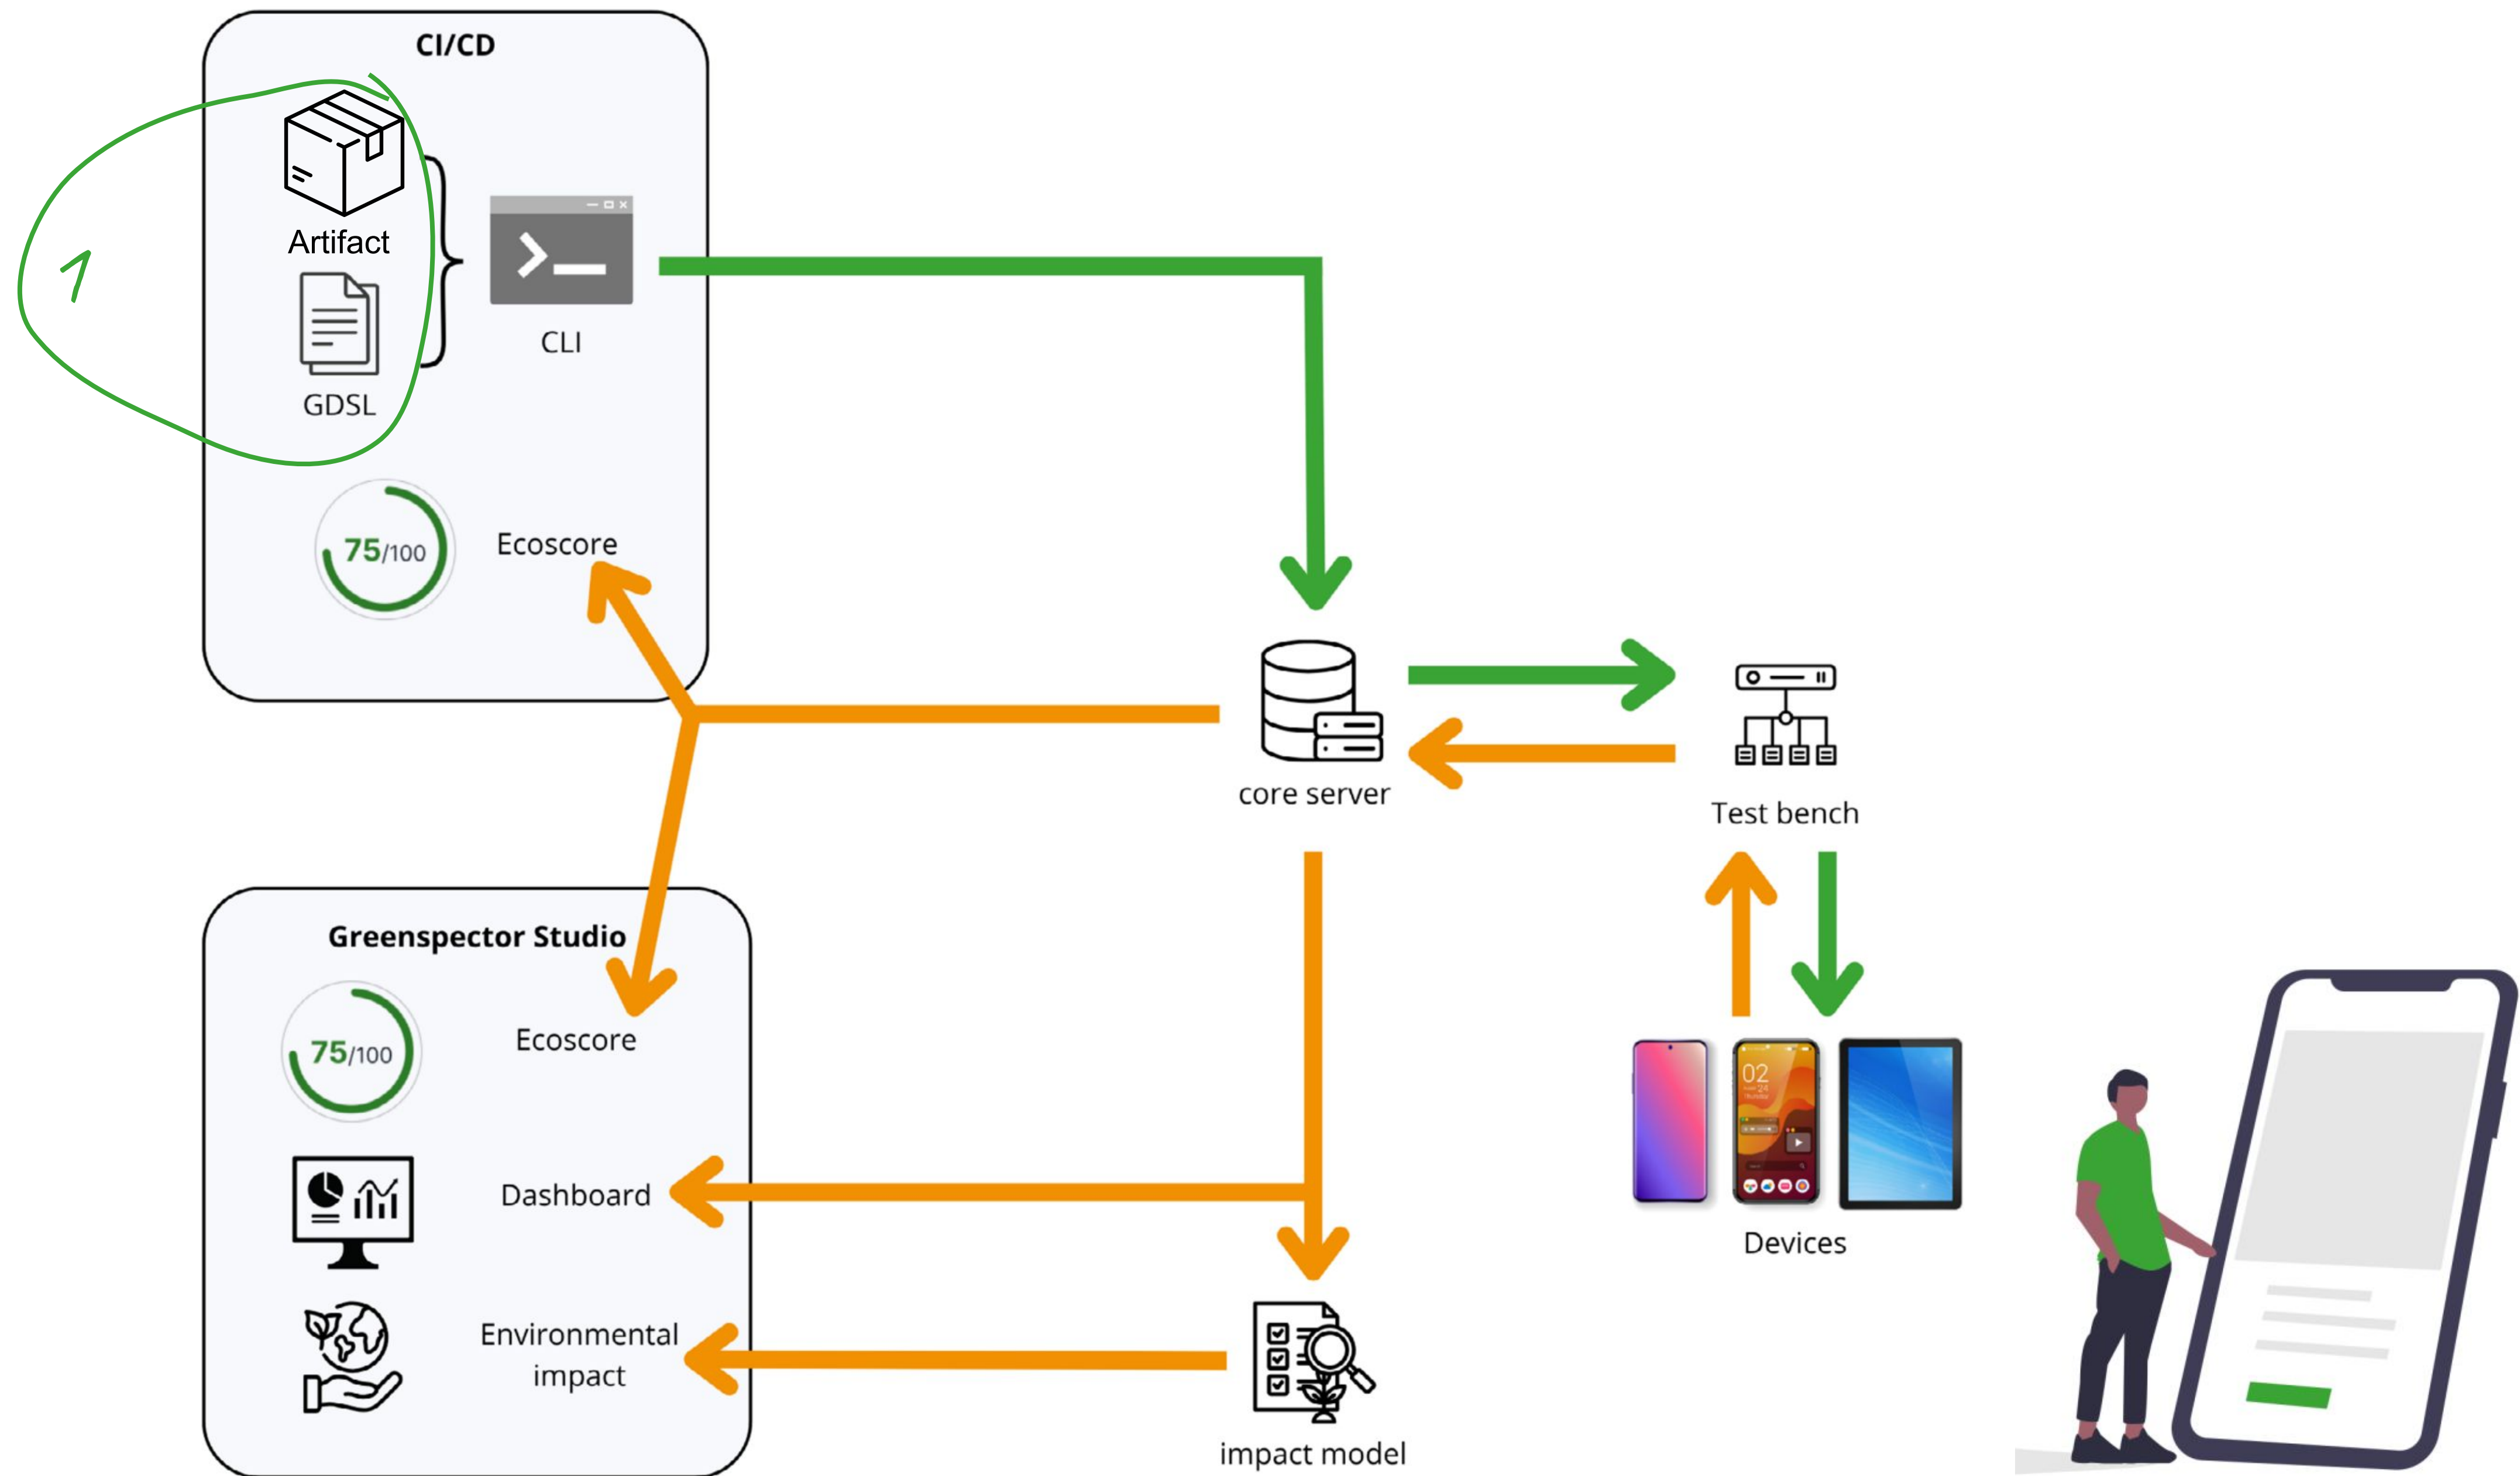 CI/CD
Artifact
1
CLI
GDSL
75/100
Ecoscore
core server
Test bench
Greenspector Studio
75/100
Ecoscore
Dashboard
02
Devices
Environmental
impact
impact model